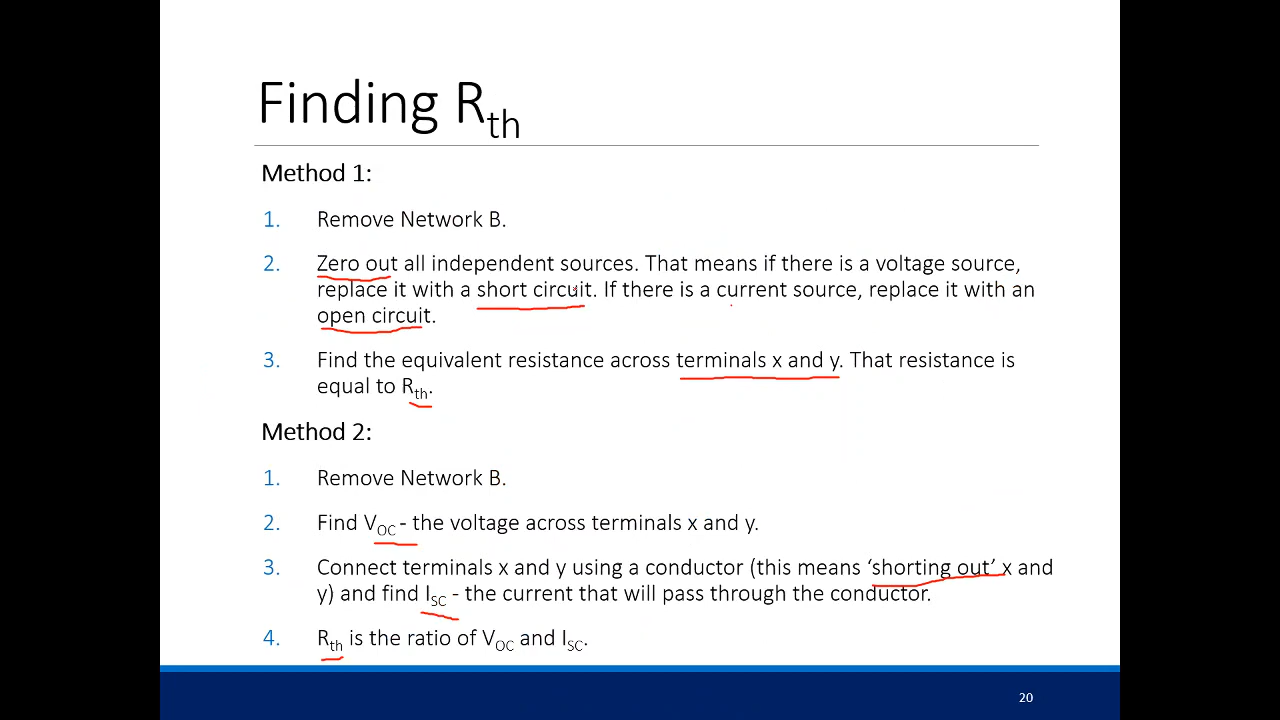 Finding Rth
Method 1:
1. Remove Network B.
2. Zero out all independent sources. That means if there is a voltage source,
replace it with a short circuit. If there is a current source, replace it with an
open circuit.
3. Find the equivalent resistance across terminals x and y. That resistance is
equal to Rth.
Method 2:
1. Remove Network B.
2. Find VOC - the voltage across terminals x and y.
3. Connect terminals x and y using a conductor (this means ‘shorting out’ x and
y) and find ISC - the current that will pass through the conductor.
4. Rth is the ratio of VOC and ISC.
20